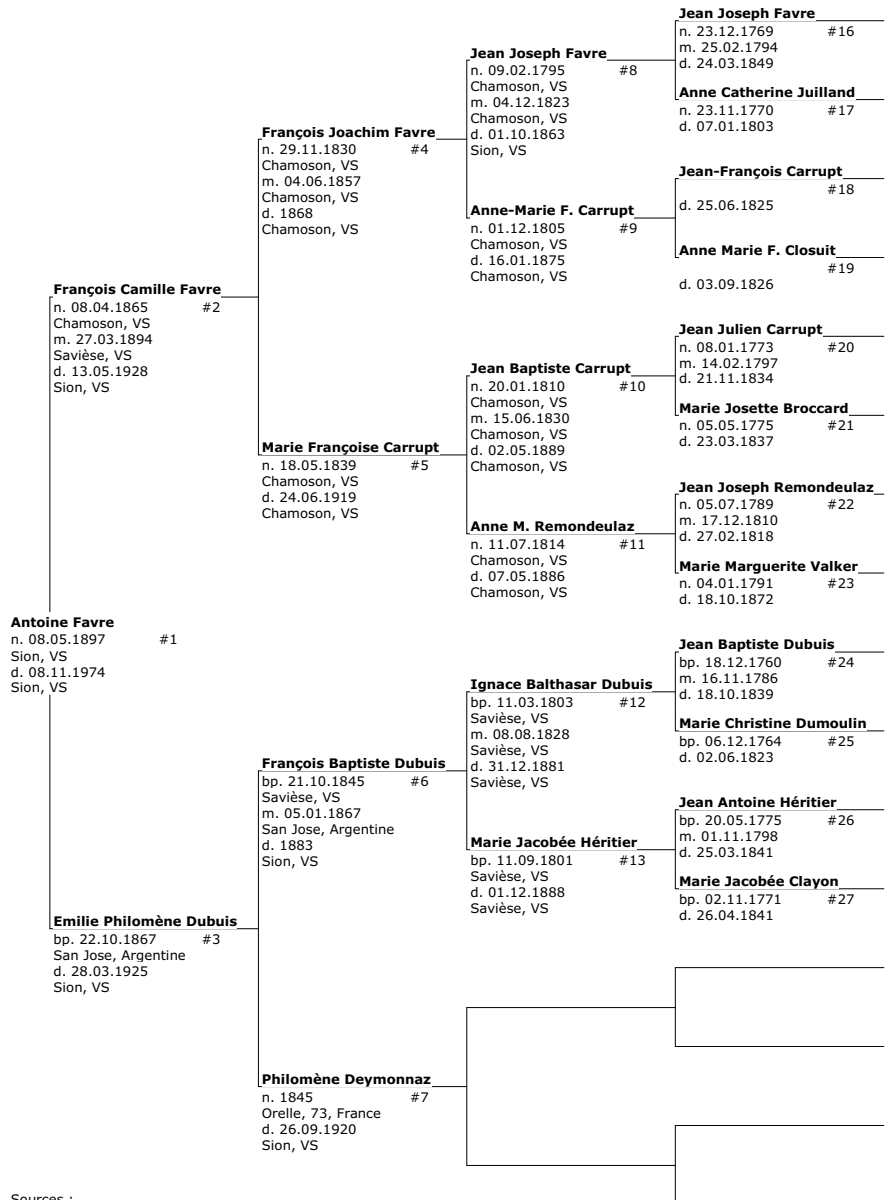 Jean Joseph Favre
n. 23.12.1769 #16
m. 25.02.1794
d. 24.03.1849
Jean Joseph Favre
n. 09.02.1795 #8
Chamoson, VS
m. 04.12.1823
Chamoson, VS
d. 01.10.1863
Sion, VS
Anne Catherine Juilland
n. 23.11.1770 #17
d. 07.01.1803
François Joachim Favre
n. 29.11.1830 #4
Chamoson, VS
m. 04.06.1857
Chamoson, VS
d. 1868
Chamoson, VS
Jean-François Carrupt
#18
d. 25.06.1825
Anne-Marie F. Carrupt
n. 01.12.1805 #9
Chamoson, VS
d. 16.01.1875
Chamoson, VS
Anne Marie F. Closuit
#19
d. 03.09.1826
François Camille Favre
n. 08.04.1865 #2
Chamoson, VS
m. 27.03.1894
Savièse, VS
d. 13.05.1928
Sion, VS
Jean Julien Carrupt
n. 08.01.1773 #20
m. 14.02.1797
d. 21.11.1834
Jean Baptiste Carrupt
n. 20.01.1810 #10
Chamoson, VS
m. 15.06.1830
Chamoson, VS
d. 02.05.1889
Chamoson, VS
Marie Josette Broccard
n. 05.05.1775 #21
d. 23.03.1837
Marie Françoise Carrupt
n. 18.05.1839 #5
Chamoson, VS
d. 24.06.1919
Chamoson, VS
Jean Joseph Remondeulaz
n. 05.07.1789 #22
m. 17.12.1810
d. 27.02.1818
Anne M. Remondeulaz
n. 11.07.1814 #11
Chamoson, VS
d. 07.05.1886
Chamoson, VS
Marie Marguerite Valker
n. 04.01.1791 #23
d. 18.10.1872
Antoine Favre
n. 08.05.1897 #1
Sion, VS
d. 08.11.1974
Sion, VS
Jean Baptiste Dubuis
bp. 18.12.1760 #24
m. 16.11.1786
d. 18.10.1839
Ignace Balthasar Dubuis
bp. 11.03.1803 #12
Savièse, VS
m. 08.08.1828
Savièse, VS
d. 31.12.1881
Savièse, VS
Marie Christine Dumoulin
bp. 06.12.1764 #25
d. 02.06.1823
François Baptiste Dubuis
bp. 21.10.1845 #6
Savièse, VS
m. 05.01.1867
San Jose, Argentine
d. 1883
Sion, VS
Jean Antoine Héritier
bp. 20.05.1775 #26
m. 01.11.1798
d. 25.03.1841
Marie Jacobée Héritier
bp. 11.09.1801 #13
Savièse, VS
d. 01.12.1888
Savièse, VS
Marie Jacobée Clayon
bp. 02.11.1771 #27
d. 26.04.1841
Emilie Philomène Dubuis
bp. 22.10.1867 #3
San Jose, Argentine
d. 28.03.1925
Sion, VS
Philomène Deymonnaz
n. 1845 #7
Orelle, 73, France
d. 26.09.1920
Sion, VS
Sources :